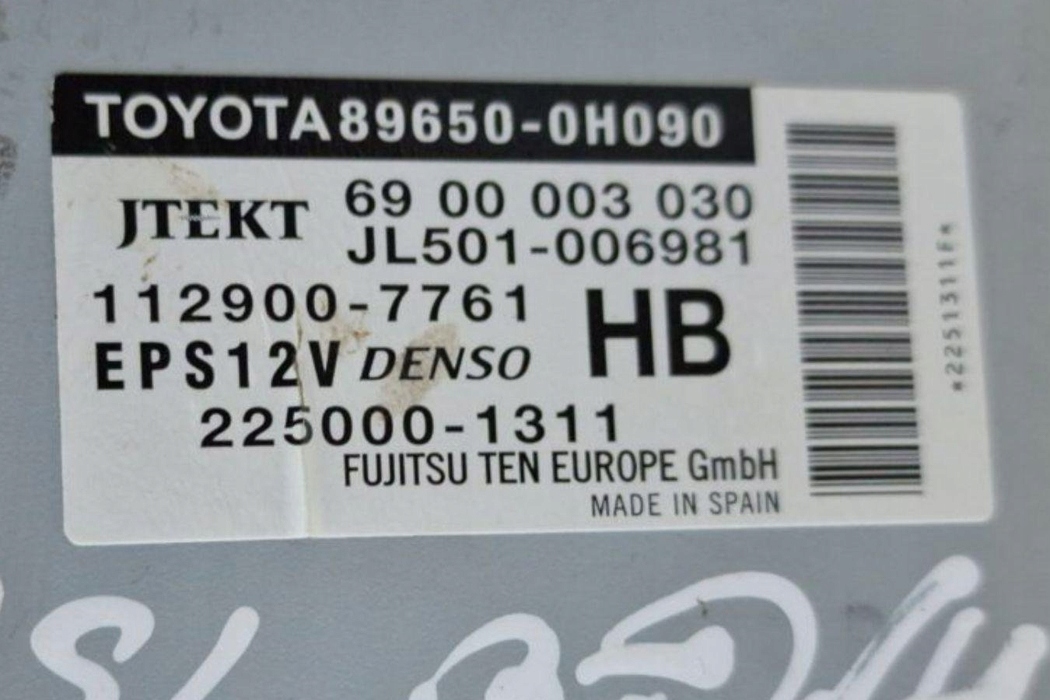 TOYOTA 89650-0H090
JTEKT 69 00 003 030
JL501-006981
112900-7761 HB
EPS12V DENSO
225000-1311
FUJITSU TEN EUROPE GmbH
MADE IN SPAIN